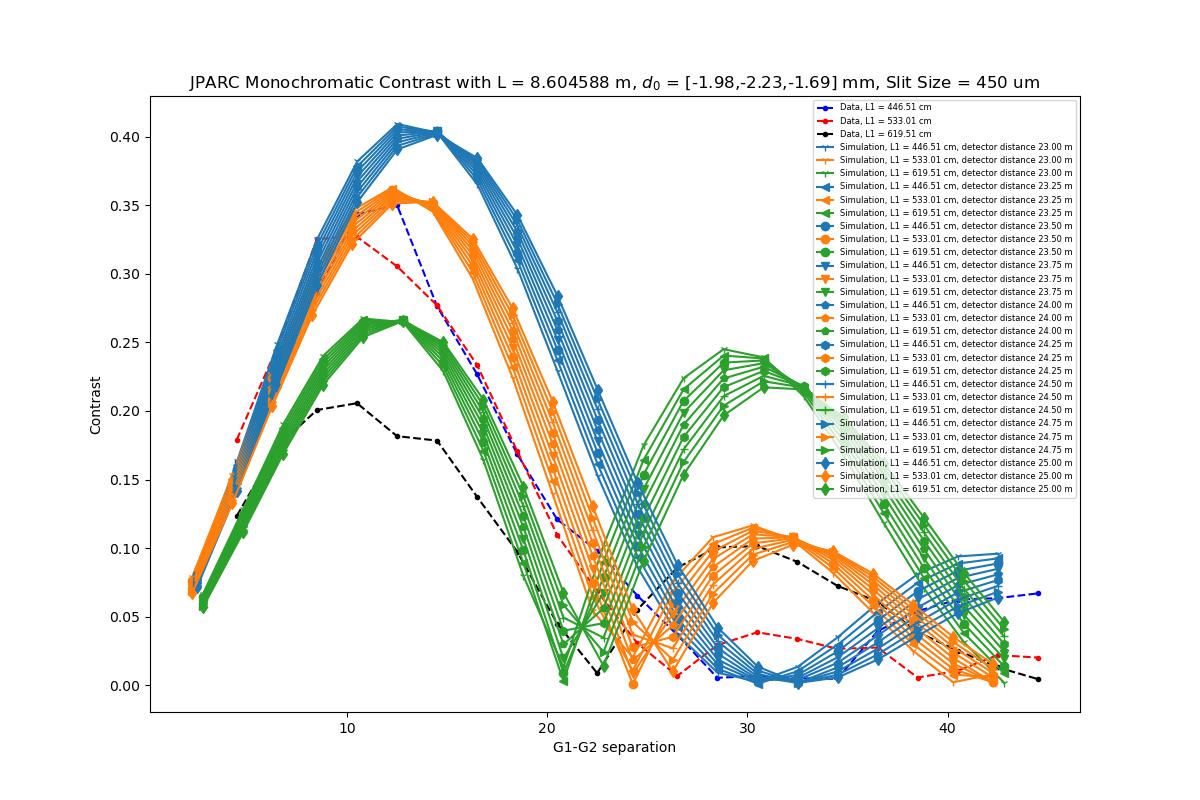 JPARC Monochromatic Contrast with L = 8.604588 m, d0 = [-1.98,-2.23,-1.69] mm, Slit Size = 450 um
Data, L1 = 446.51 cm
Data, L1 = 533.01 cm
Data, L1 = 619.51 cm
Simulation, L1 = 446.51 cm, detector distance 23.00 m
Simulation, L1 = 533.01 cm, detector distance 23.00 m
Simulation, L1 = 619.51 cm, detector distance 23.00 m
Simulation, L1 = 446.51 cm, detector distance 23.25 m
Simulation, L1 = 533.01 cm, detector distance 23.25 m
Simulation, L1 = 619.51 cm, detector distance 23.25 m
Simulation, L1 = 446.51 cm, detector distance 23.50 m
Simulation, L1 = 533.01 cm, detector distance 23.50 m
Simulation, L1 = 619.51 cm, detector distance 23.50 m
Simulation, L1 = 446.51 cm, detector distance 23.75 m
Simulation, L1 = 533.01 cm, detector distance 23.75 m
Simulation, L1 = 619.51 cm, detector distance 23.75 m
Simulation, L1 = 446.51 cm, detector distance 24.00 m
Simulation, L1 = 533.01 cm, detector distance 24.00 m
Simulation, L1 = 619.51 cm, detector distance 24.00 m
Simulation, L1 = 446.51 cm, detector distance 24.25 m
Simulation, L1 = 533.01 cm, detector distance 24.25 m
Simulation, L1 = 619.51 cm, detector distance 24.25 m
Simulation, L1 = 446.51 cm, detector distance 24.50 m
Simulation, L1 = 533.01 cm, detector distance 24.50 m
Simulation, L1 = 619.51 cm, detector distance 24.50 m
Simulation, L1 = 446.51 cm, detector distance 24.75 m
Simulation, L1 = 533.01 cm, detector distance 24.75 m
Simulation, L1 = 619.51 cm, detector distance 24.75 m
Simulation, L1 = 446.51 cm, detector distance 25.00 m
Simulation, L1 = 533.01 cm, detector distance 25.00 m
Simulation, L1 = 619.51 cm, detector distance 25.00 m
Contrast
0.40
0.35
0.30
0.25
0.20
0.15
0.10
0.05
0.00
10 20 30 40
G1-G2 separation